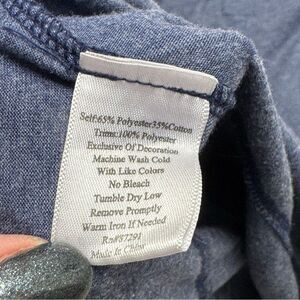 Self:65% Polyester35%Cotton
Trims:100% Polyester
Exclusive Of Decoration
Machine Wash Cold
With Like Colors
No Bleach
Tumble Dry Low
Remove Promptly
Warm Iron If Needed
Rn#87291
Made In China